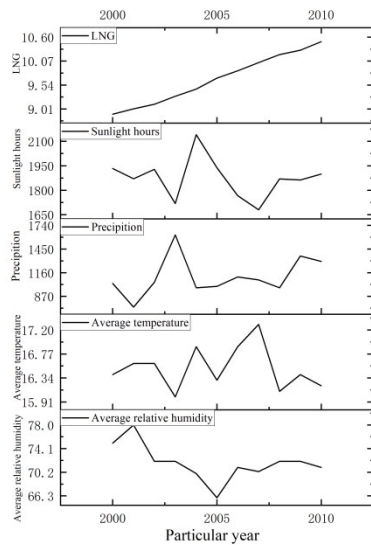 2000 2005 2010
LNG
10.60
10.07
9.54
9.01
LNG
Sunlight hours
2100
1950
1800
1650
Sunlight hours
Precipition
1740
1450
1160
870
Precipition
Average temperature
17.20
16.77
16.34
15.91
Average temperature
Average relative humidity
78.0
74.1
70.2
66.3
Average relative humidity
2000 2005 2010
Particular year